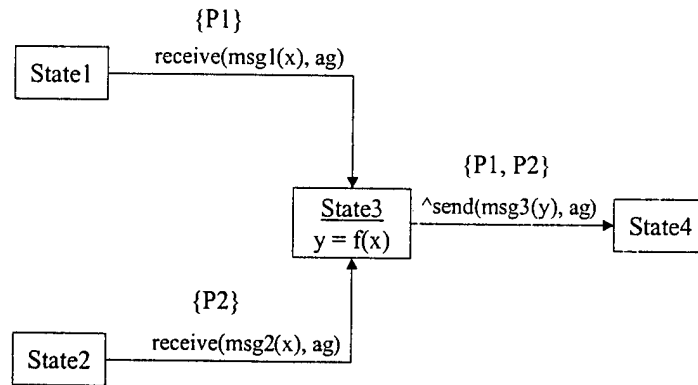 {P1}
receive(msg1(x), ag)
State1
{P1, P2}
^send(msg3(y), ag)
State3
y = f(x)
State4
{P2}
receive(msg2(x), ag)
State2